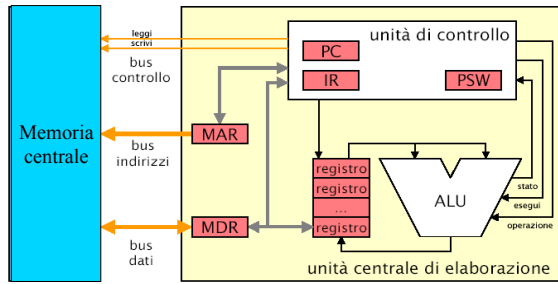 leggi
scrivi
bus
controllo
unità di controllo
PC
IR
PSW
Memoria
centrale
MAR
bus
indirizzi
MDR
bus
dati
registro
registro
...
registro
ALU
stato
esegui
operazione
unità centrale di elaborazione